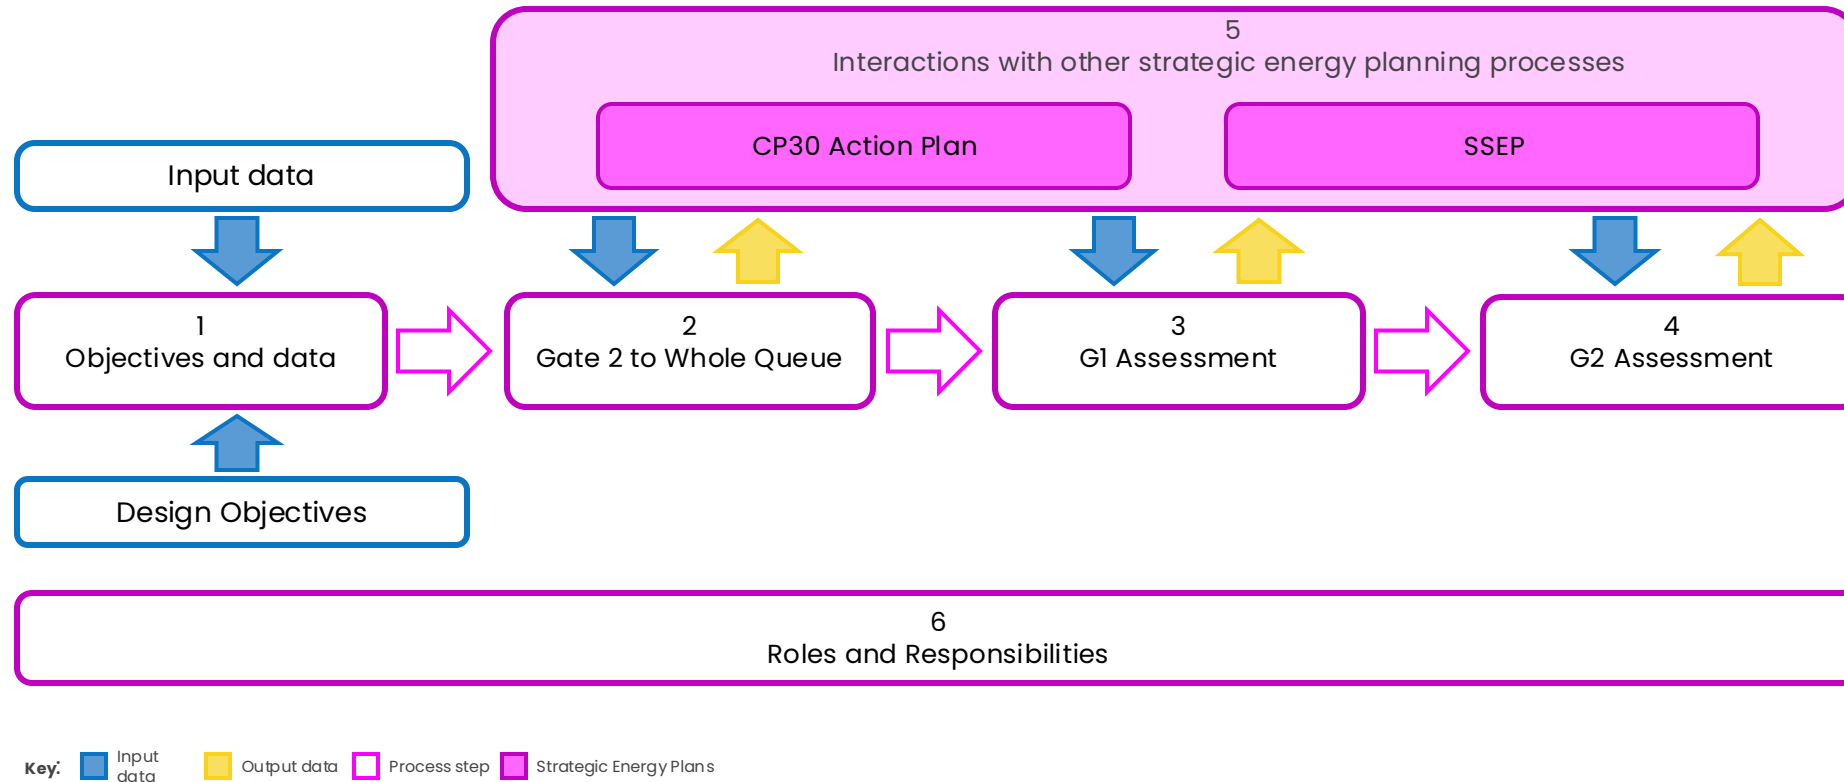 5
Interactions with other strategic energy planning processes
CP30 Action Plan
SSEP
Input data
1
Objectives and data
2
Gate 2 to Whole Queue
3
G1 Assessment
4
G2 Assessment
Design Objectives
6
Roles and Responsibilities
Key:
Input
data
Output data
Process step
Strategic Energy Plans